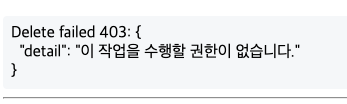 Delete failed 403: {
"detail": "이 작업을 수행할 권한이 없습니다."
}